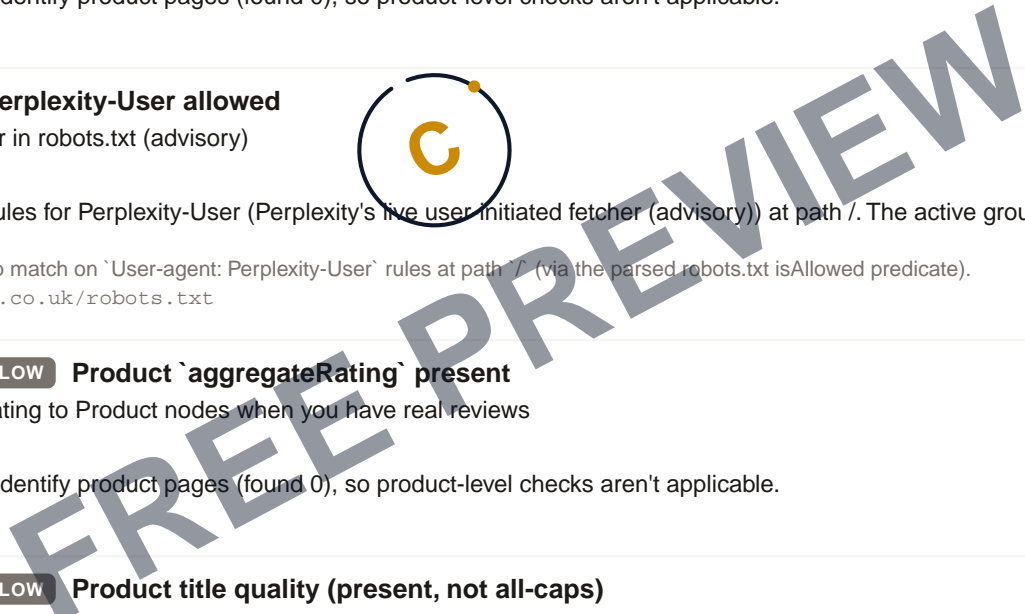 identify product pages (found 0), so product-level checks aren't applicable.
Perplexity-User allowed
r in robots.txt (advisory)
C
ules for Perplexity-User (Perplexity's live user-initiated fetcher (advisory)) at path /. The active grou
o match on `User-agent: Perplexity-User` rules at path `/` (via the parsed robots.txt isAllowed predicate).
.co.uk/robots.txt
LOW Product `aggregateRating` present
ating to Product nodes when you have real reviews
identify product pages (found 0), so product-level checks aren't applicable.
LOW Product title quality (present, not all-caps)
FREE PREVIEW